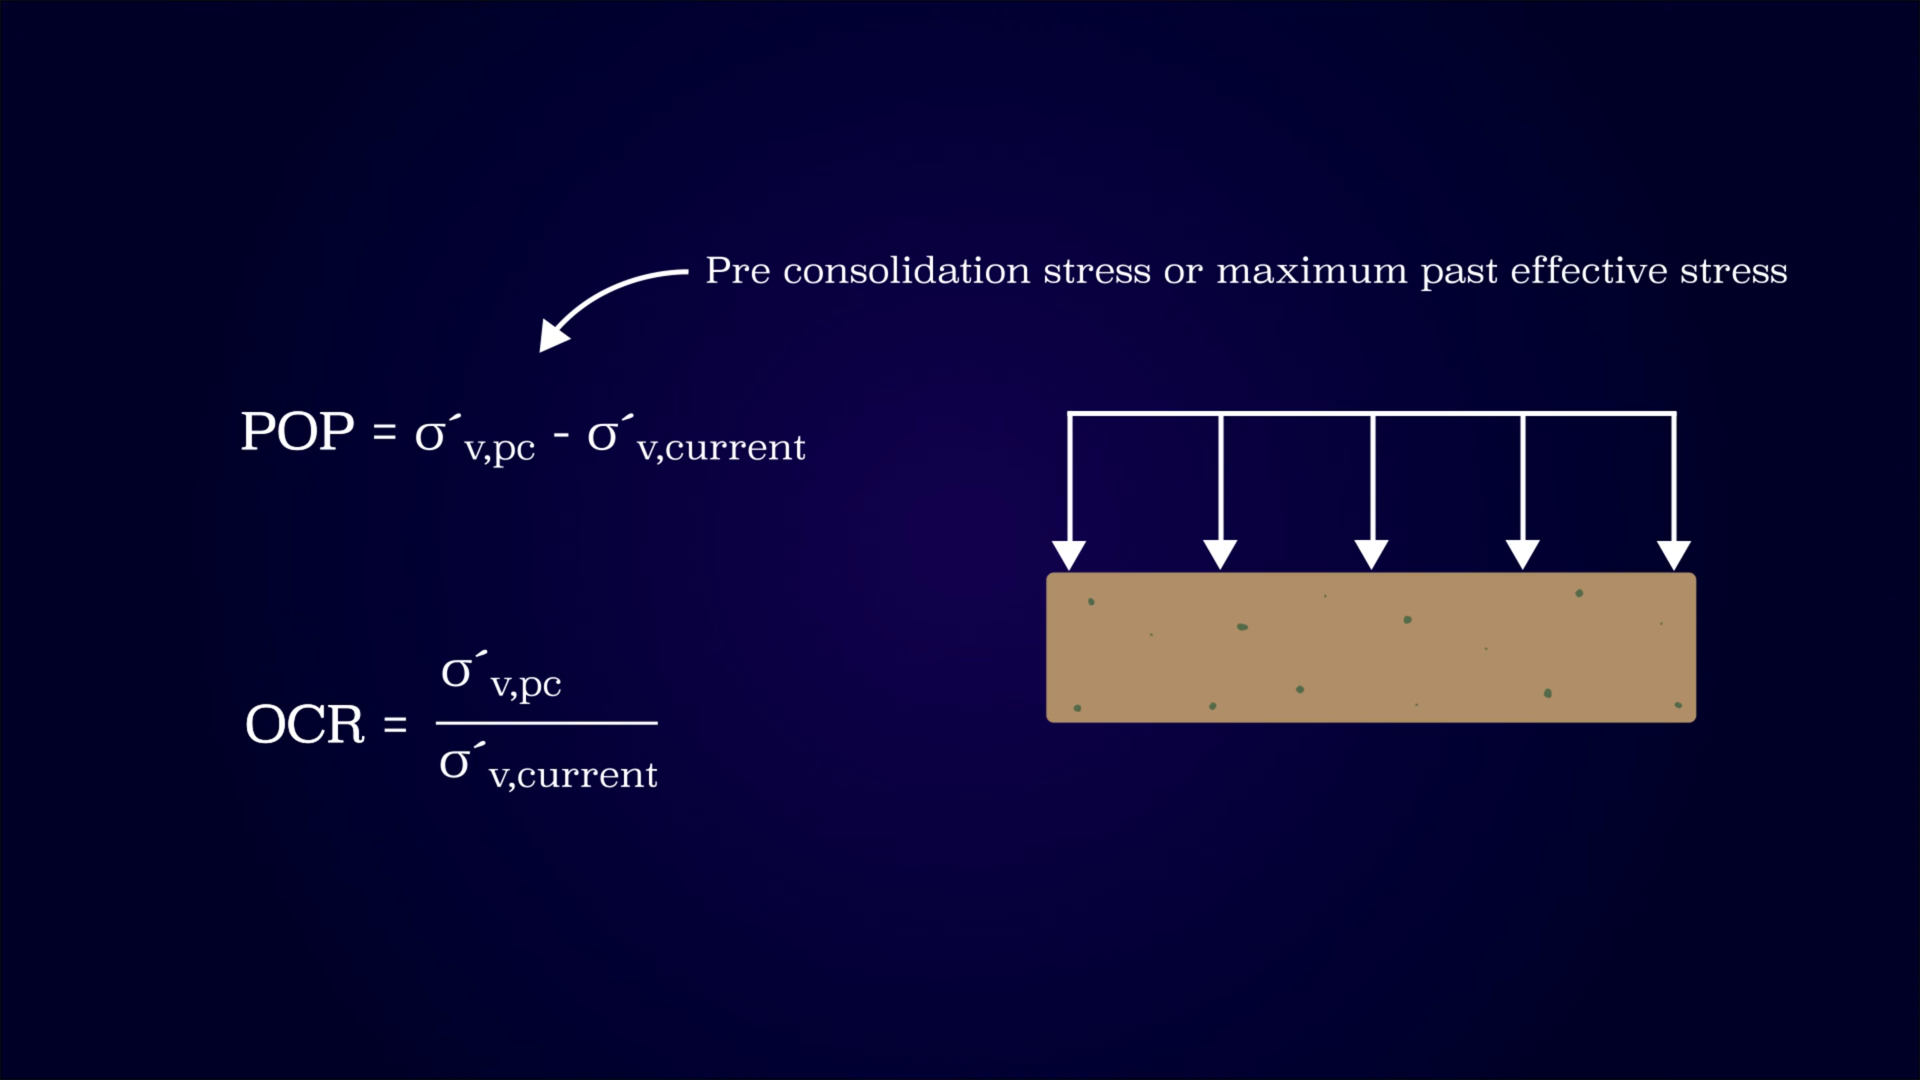 Pre consolidation stress or maximum past effective stress
POP = σ´v,pc - σ´v,current
σ´v,pc
OCR =
σ´v,current